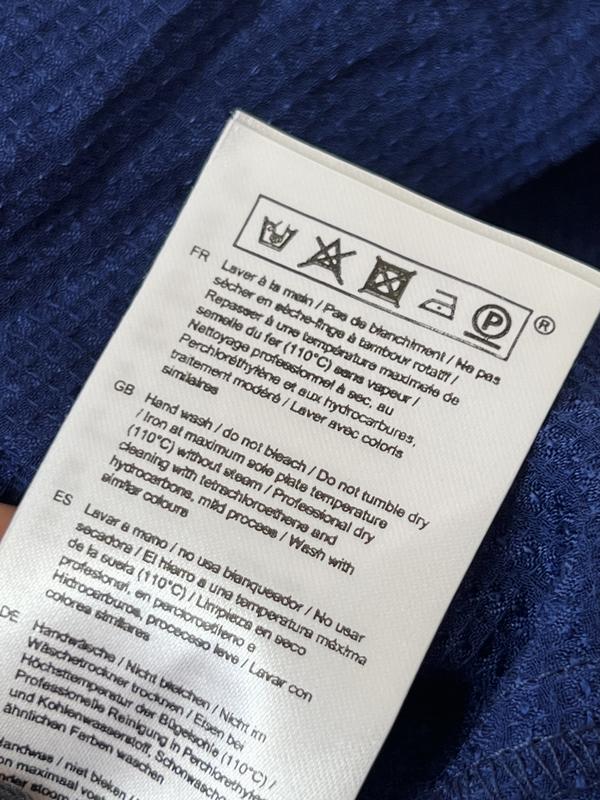 P ®
FR Laver à la main / Pas de blanchiment / Ne pas
sécher en sèche-linge à tambour rotatif /
Repasser à une température maximale de
semelle du fer (110°C) sans vapeur /
Nettoyage professionnel à sec, au
Perchloréthylène et aux hydrocarbures,
traitement modéré / Laver avec coloris
similaires
GB Hand wash / do not bleach / Do not tumble dry
/ Iron at maximum sole plate temperature
(110°C) without steam / Professional dry
cleaning with tetrachloroethene and
hydrocarbons, mild process / Wash with
similar colours
ES Lavar a mano / no usa blanqueador / No usar
secadora / El hierro a una temperatura máxima
de la suela (110°C) / Limpieza en seco
profesional, en percloroetileno a
Hidrocarburos, proceceso leve / Lavar con
colores similares
DE Handwäsche / Nicht bleichen / Nicht im
Wäschetrockner trocknen / Eisen bei
Höchsttemperatur der Bügelsohle (110°C) /
Professionelle Reinigung in Perchlorethylen
und Kohlenwasserstoff, Schonwäsche
ähnlichen Farben waschen
Handwas / niet bleken /
maximaal